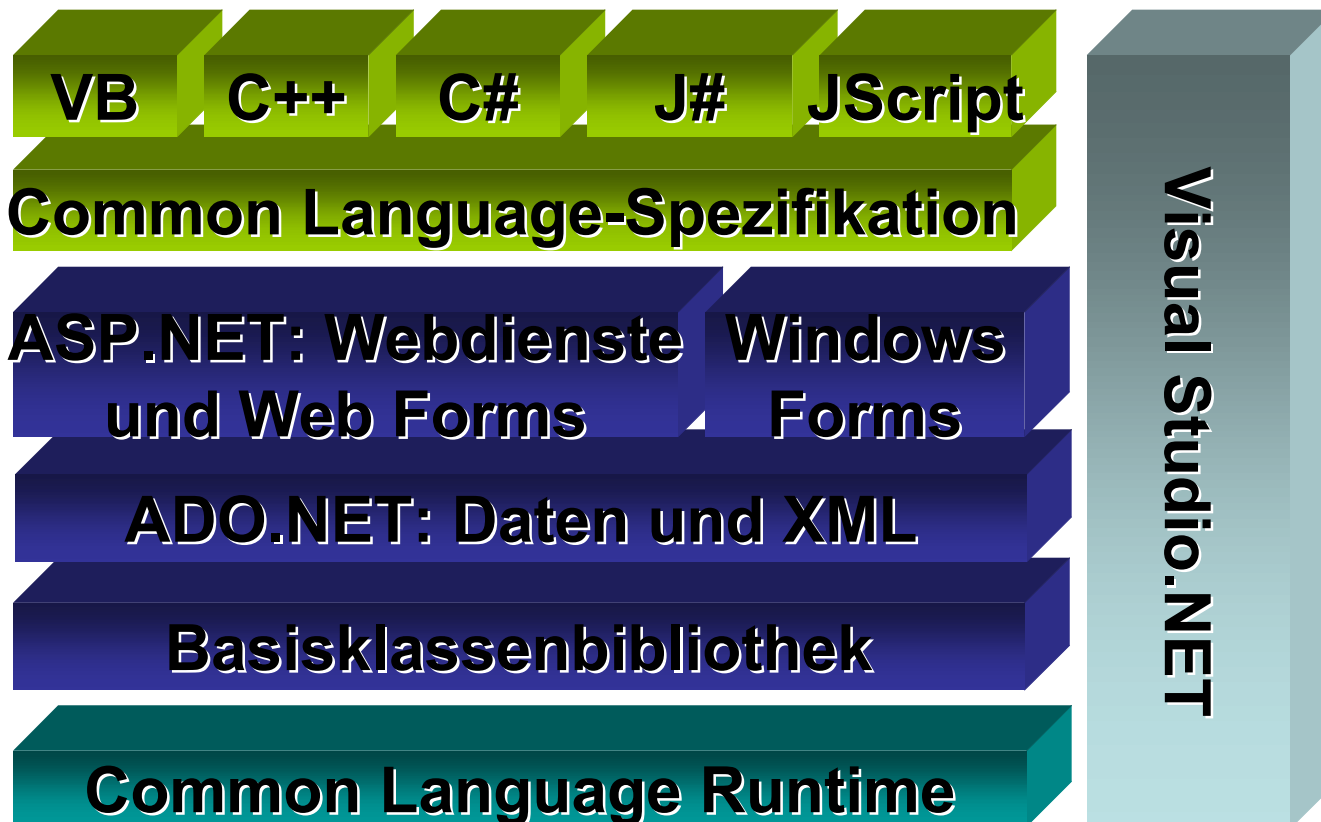 VB
C++
C#
J#
JScript
Common Language-Spezifikation
ASP.NET: Webdienste
und Web Forms
Windows
Forms
ADO.NET: Daten und XML
Basisklassenbibliothek
Common Language Runtime
Visual Studio.NET